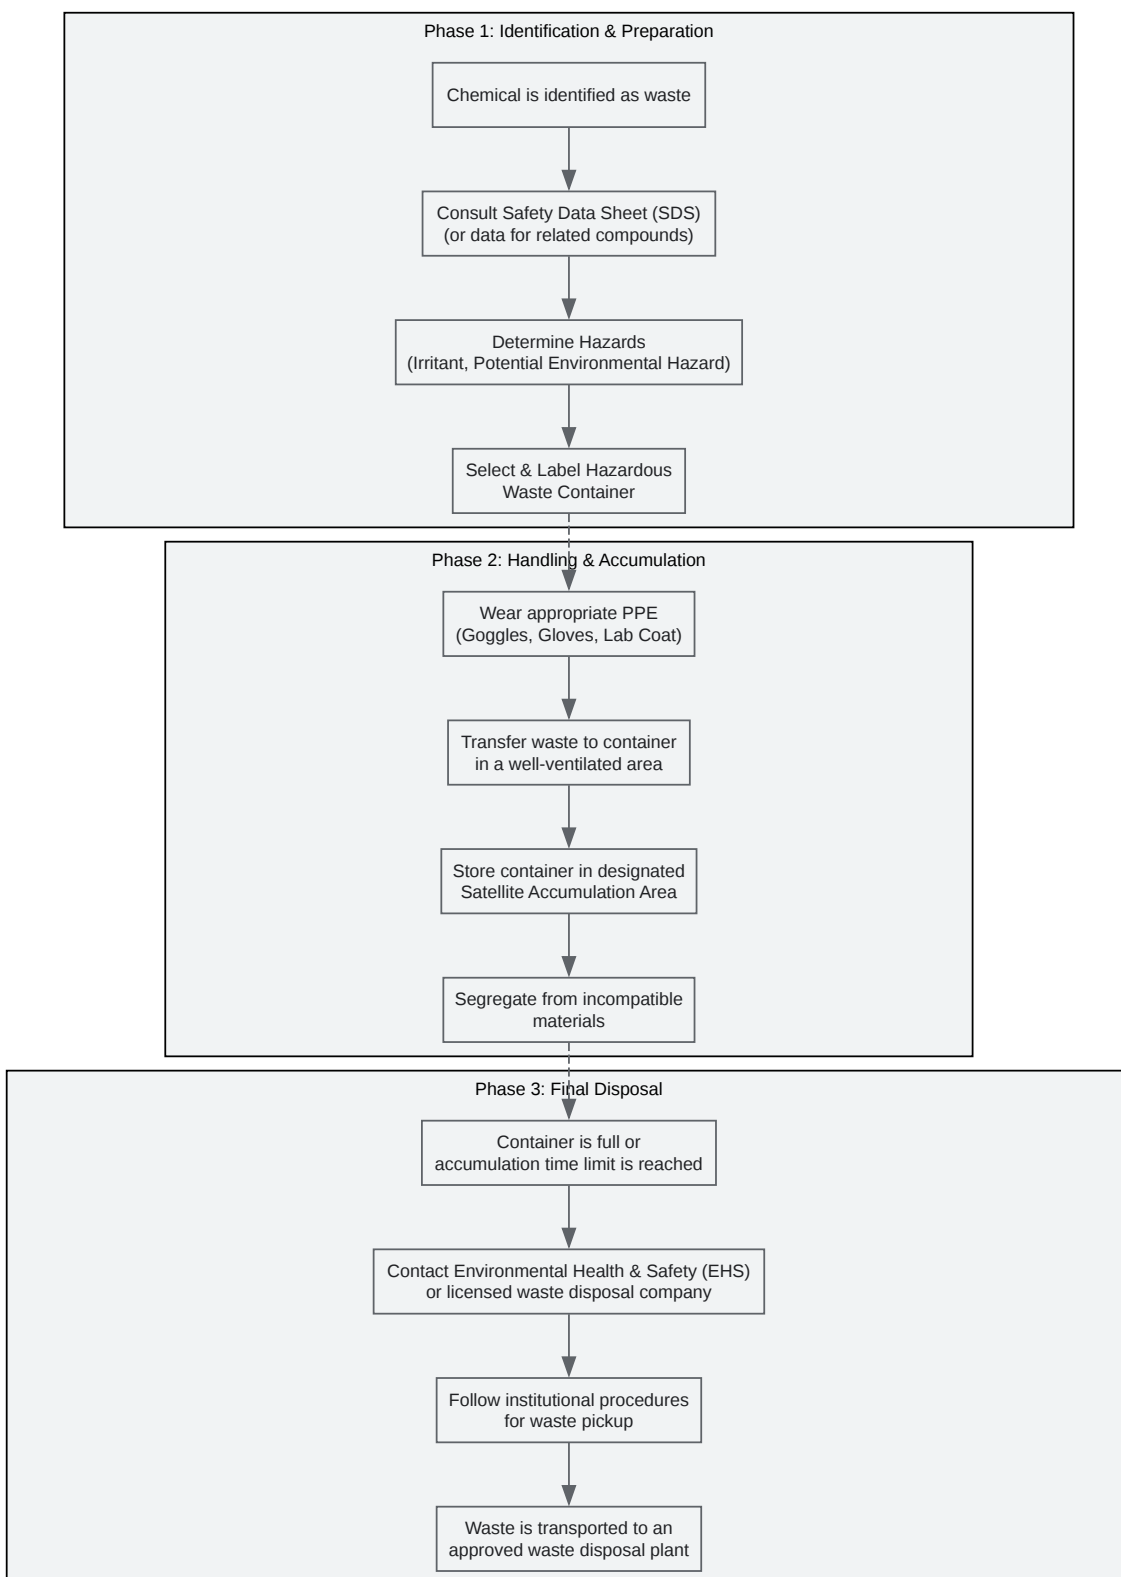 Phase 1: Identification & Preparation
Chemical is identified as waste
Consult Safety Data Sheet (SDS)
(or data for related compounds)
Determine Hazards
(Irritant, Potential Environmental Hazard)
Select & Label Hazardous
Waste Container
Phase 2: Handling & Accumulation
Wear appropriate PPE
(Goggles, Gloves, Lab Coat)
Transfer waste to container
in a well-ventilated area
Store container in designated
Satellite Accumulation Area
Segregate from incompatible
materials
Phase 3: Final Disposal
Container is full or
accumulation time limit is reached
Contact Environmental Health & Safety (EHS)
or licensed waste disposal company
Follow institutional procedures
for waste pickup
Waste is transported to an
approved waste disposal plant